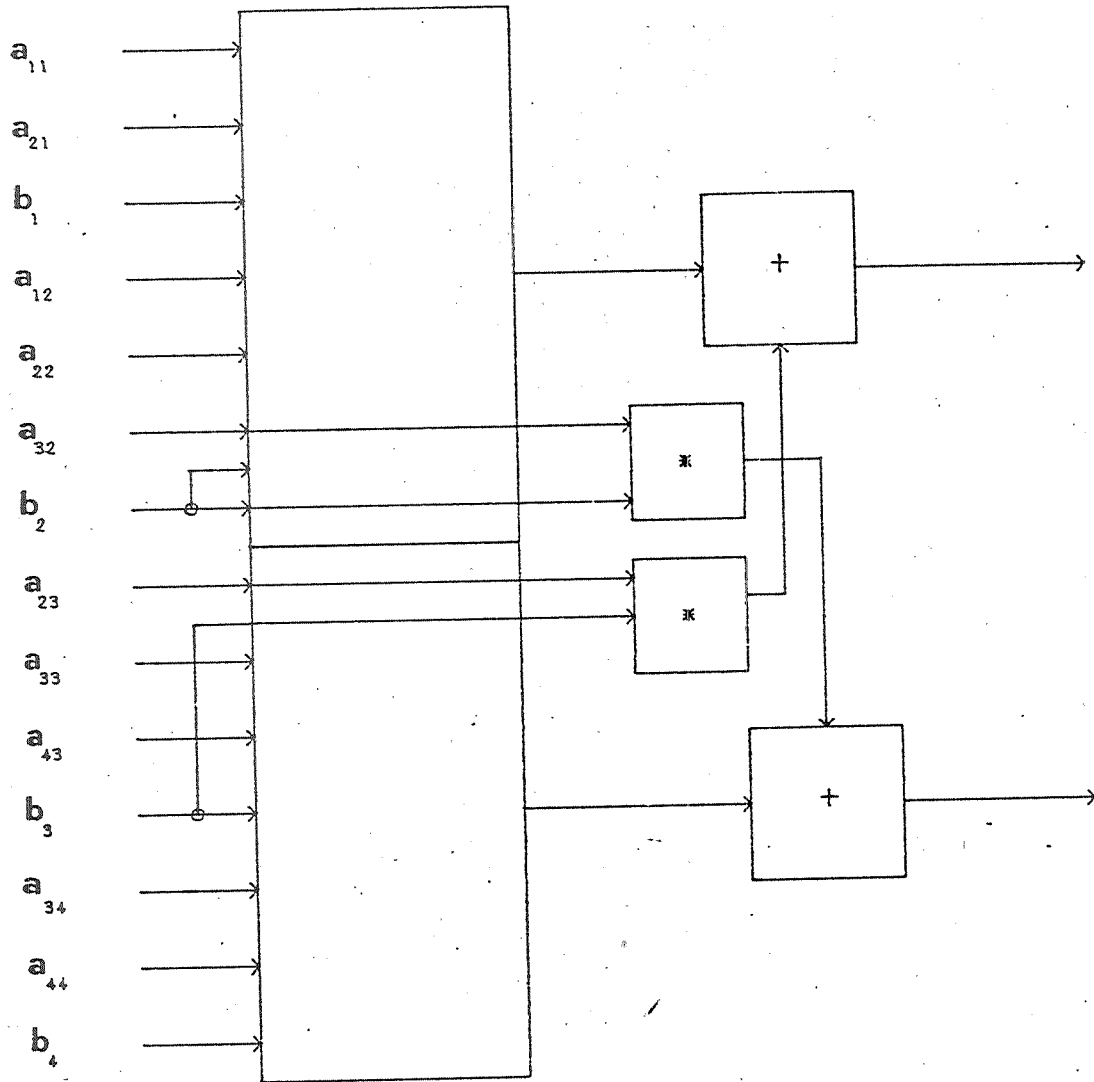 a₁₁
a₂₁
b₁
+
a₁₂
a₂₂
a₃₂
*
b₂
a₂₃
*
a₃₃
a₄₃
+
b₃
a₃₄
a₄₄
b₄